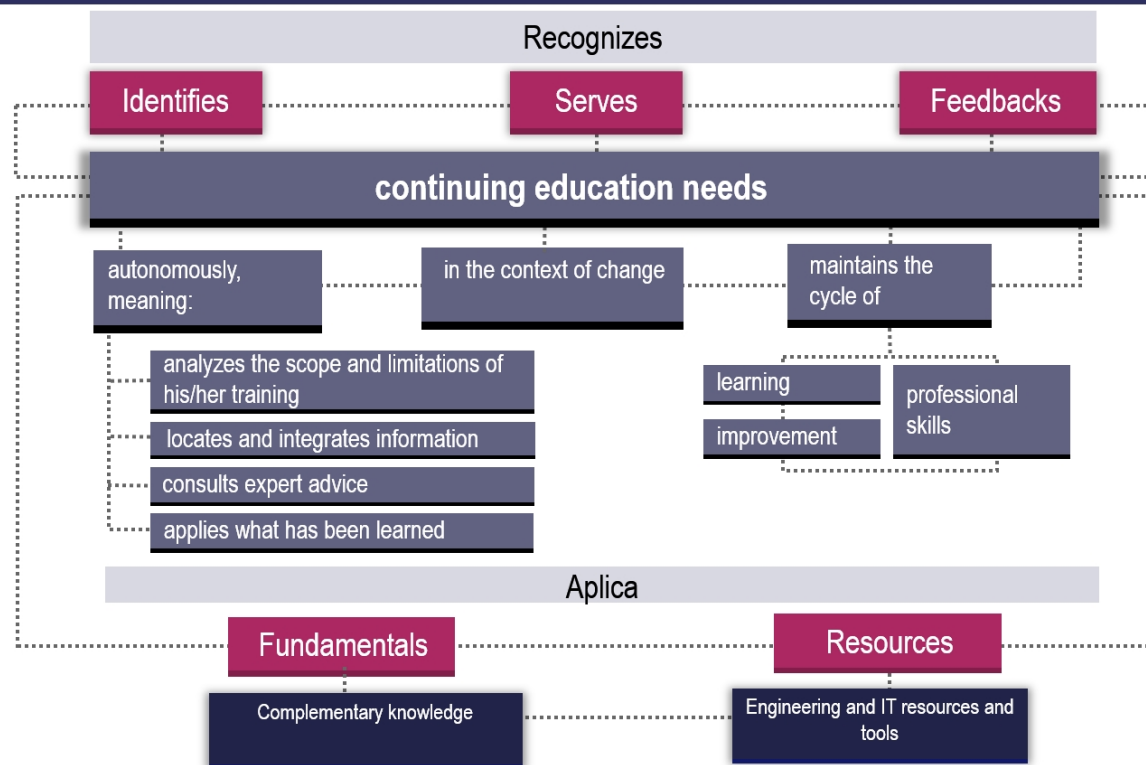 Recognizes
Identifies
Serves
Feedbacks
continuing education needs
autonomously,
meaning:
in the context of change
maintains the
cycle of
analyzes the scope and limitations of
his/her training
locates and integrates information
consults expert advice
applies what has been learned
learning
improvement
professional
skills
Aplica
Fundamentals
Resources
Complementary knowledge
Engineering and IT resources and
tools